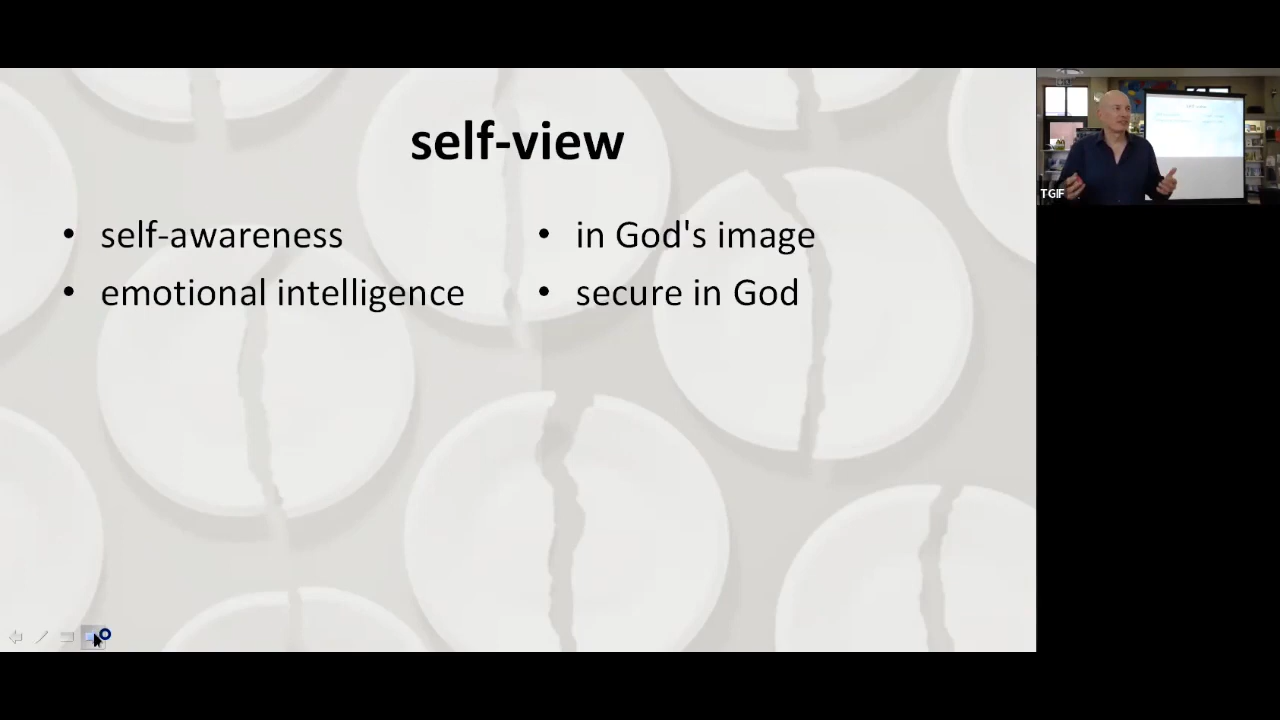 self-view
• self-awareness
• emotional intelligence
• in God's image
• secure in God
TGIF